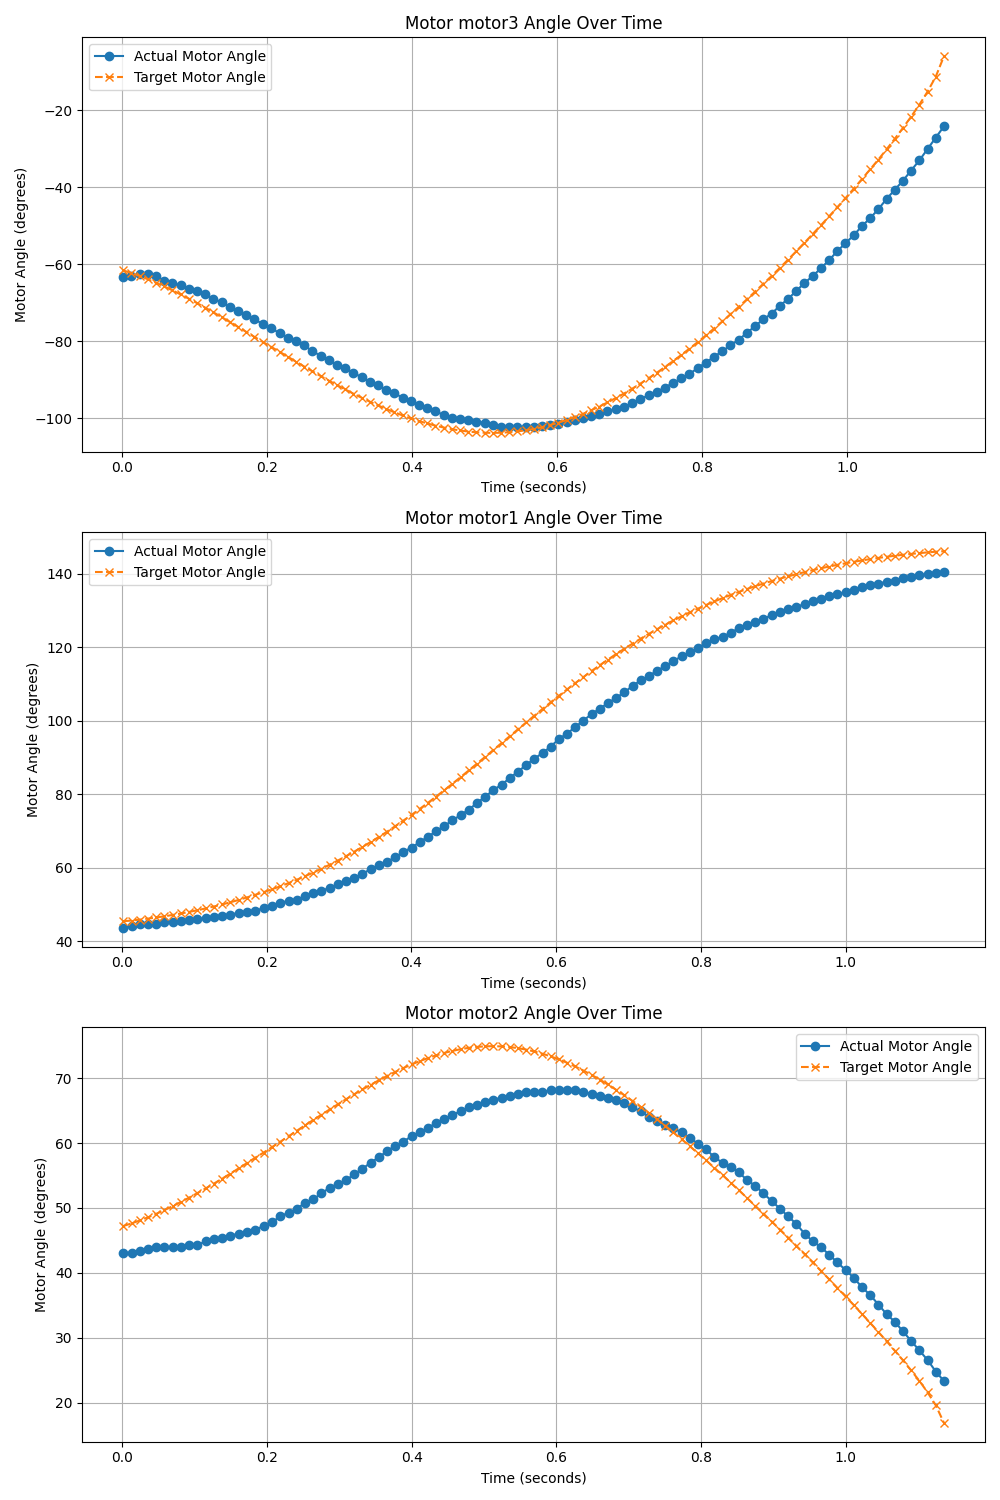 Motor motor3 Angle Over Time
Actual Motor Angle
Target Motor Angle
Motor Angle (degrees)
−20
−40
−60
−80
−100
0.0 0.2 0.4 0.6 0.8 1.0
Time (seconds)
Motor motor1 Angle Over Time
Actual Motor Angle
Target Motor Angle
Motor Angle (degrees)
140
120
100
80
60
40
0.0 0.2 0.4 0.6 0.8 1.0
Time (seconds)
Motor motor2 Angle Over Time
Actual Motor Angle
Target Motor Angle
Motor Angle (degrees)
70
60
50
40
30
20
0.0 0.2 0.4 0.6 0.8 1.0
Time (seconds)